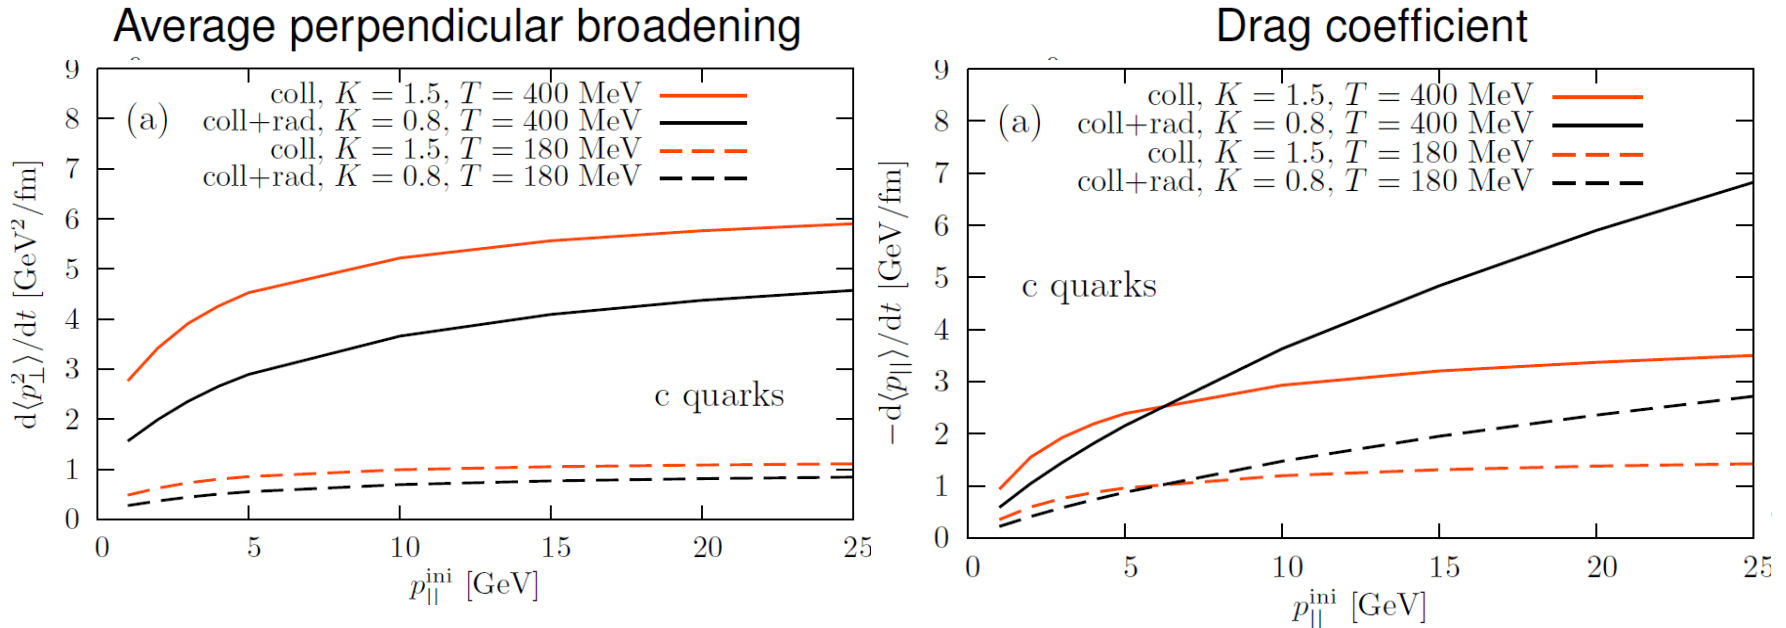 Average perpendicular broadening
9
8
7
6
5
4
3
2
1
0
d⟨p²⊥⟩/dt [GeV²/fm]
(a)
coll, K = 1.5, T = 400 MeV
coll+rad, K = 0.8, T = 400 MeV
coll, K = 1.5, T = 180 MeV
coll+rad, K = 0.8, T = 180 MeV
c quarks
0 5 10 15 20 25
p||^ini [GeV]
Drag coefficient
9
8
7
6
5
4
3
2
1
0
−d⟨p||⟩/dt [GeV/fm]
(a)
coll, K = 1.5, T = 400 MeV
coll+rad, K = 0.8, T = 400 MeV
coll, K = 1.5, T = 180 MeV
coll+rad, K = 0.8, T = 180 MeV
c quarks
0 5 10 15 20 25
p||^ini [GeV]